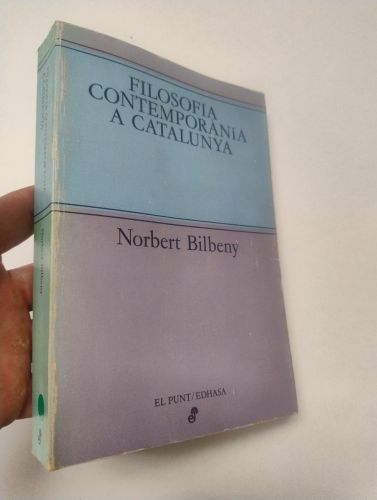 FILOSOFIA
CONTEMPORÀNIA
A CATALUNYA
Norbert Bilbeny
EL PUNT/EDHASA